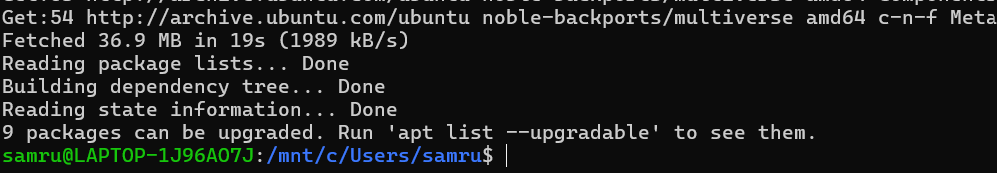 Get:54 http://archive.ubuntu.com/ubuntu noble-backports/multiverse amd64 c-n-f Meta
Fetched 36.9 MB in 19s (1989 kB/s)
Reading package lists... Done
Building dependency tree... Done
Reading state information... Done
9 packages can be upgraded. Run 'apt list --upgradable' to see them.
samru@LAPTOP-1J96AO7J:/mnt/c/Users/samru$